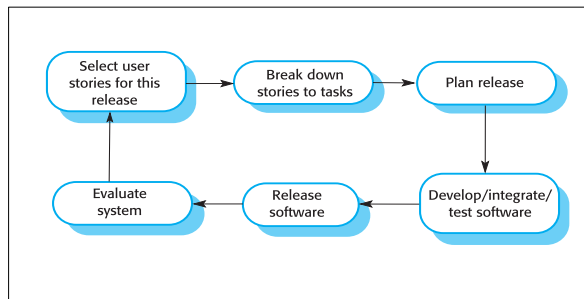 Select user
stories for this
release
Break down
stories to tasks
Plan release
Evaluate
system
Release
software
Develop/integrate/
test software